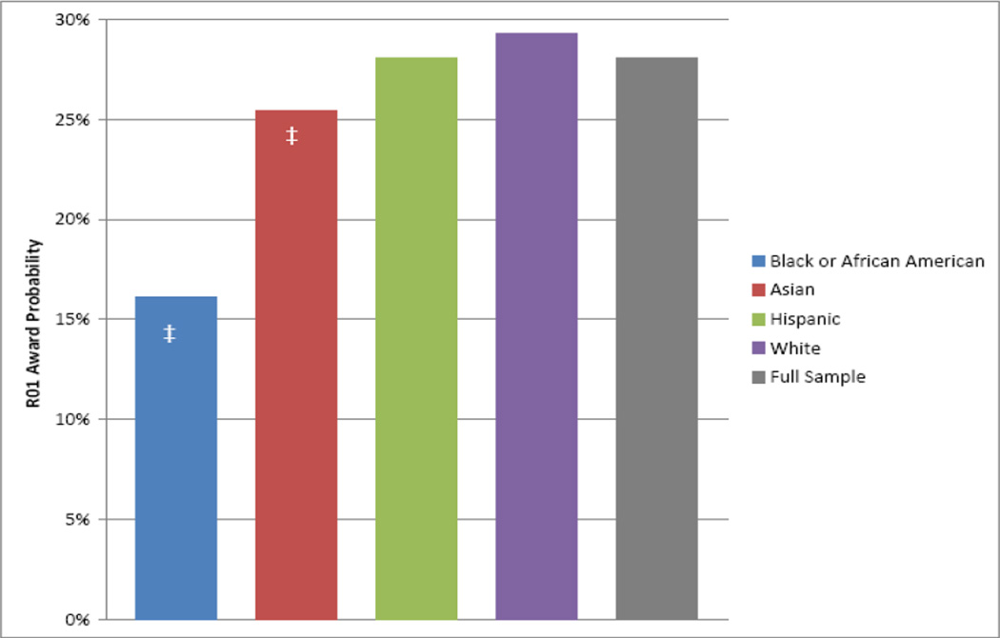 30%
25%
20%
15%
10%
5%
0%
R01 Award Probability
‡
‡
Black or African American
Asian
Hispanic
White
Full Sample